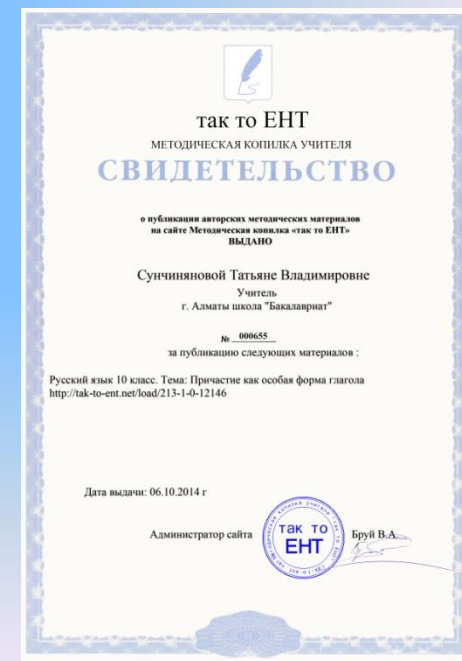 так то ЕНТ
МЕТОДИЧЕСКАЯ КОПИЛКА УЧИТЕЛЯ
СВИДЕТЕЛЬСТВО
о публикации авторских методических материалов
на сайте Методическая копилка «так то ЕНТ»
ВЫДАНО
Сунчиняновой Татьяне Владимировне
Учитель
г. Алматы школа "Бакалавриат"
№ 000655
за публикацию следующих материалов :
Русский язык 10 класс. Тема: Причастие как особая форма глагола
http://tak-to-ent.net/load/213-1-0-12146
Дата выдачи: 06.10.2014 г
Администратор сайта
так то
ЕНТ
Бруй В.А.